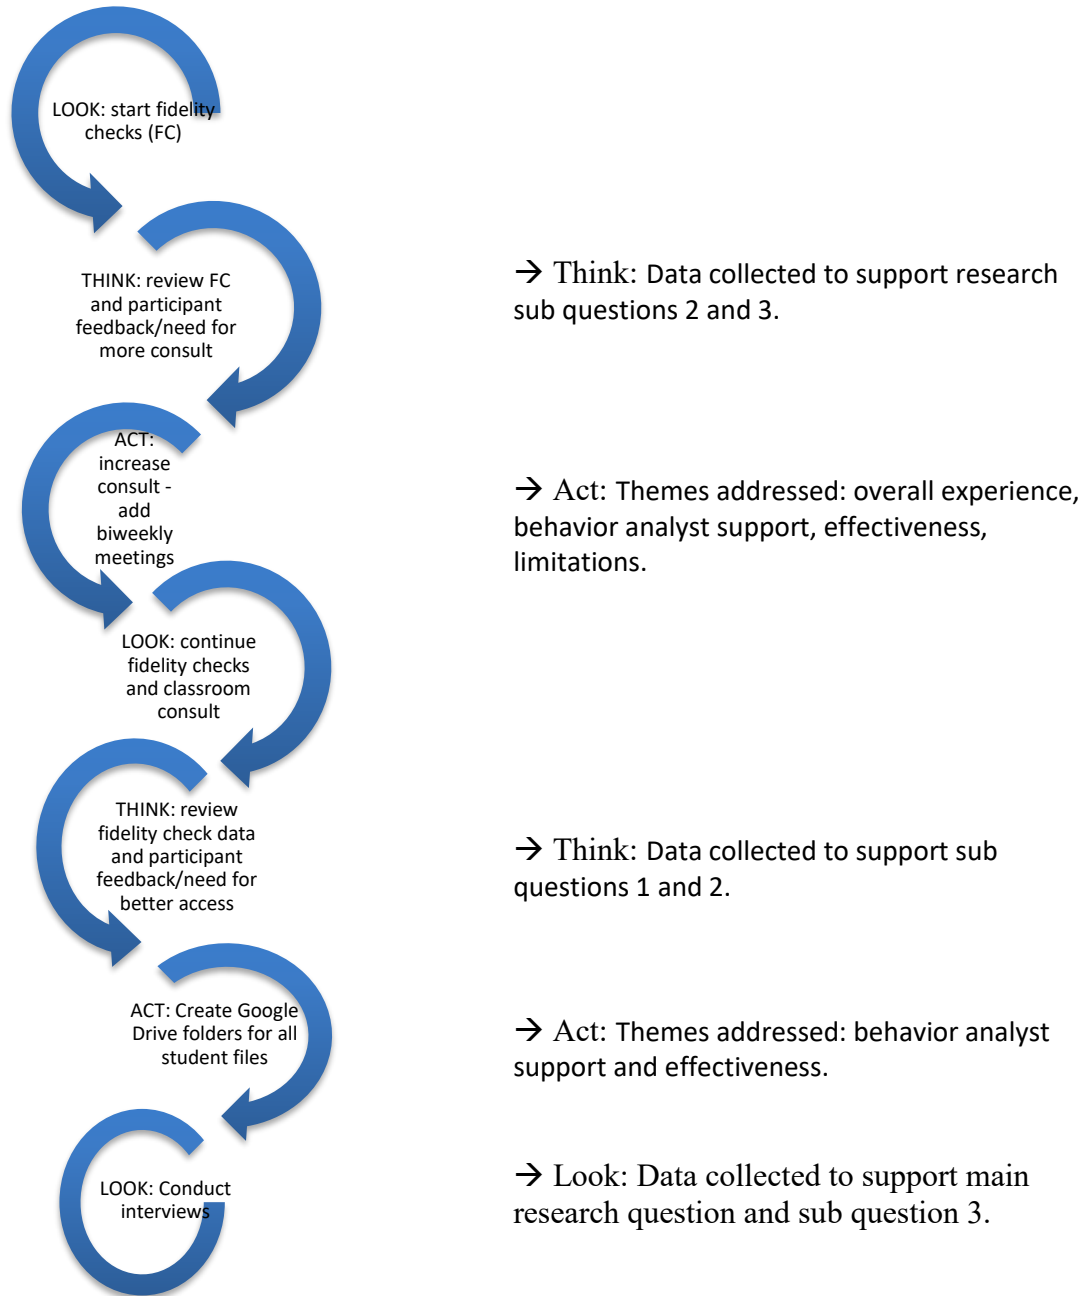 LOOK: start fidelity
checks (FC)
THINK: review FC
and participant
feedback/need for
more consult
→ Think: Data collected to support research
sub questions 2 and 3.
ACT:
increase
consult -
add
biweekly
meetings
→ Act: Themes addressed: overall experience,
behavior analyst support, effectiveness,
limitations.
LOOK: continue
fidelity checks
and classroom
consult
THINK: review
fidelity check data
and participant
feedback/need for
better access
→ Think: Data collected to support sub
questions 1 and 2.
ACT: Create Google
Drive folders for all
student files
→ Act: Themes addressed: behavior analyst
support and effectiveness.
LOOK: Conduct
interviews
→ Look: Data collected to support main
research question and sub question 3.